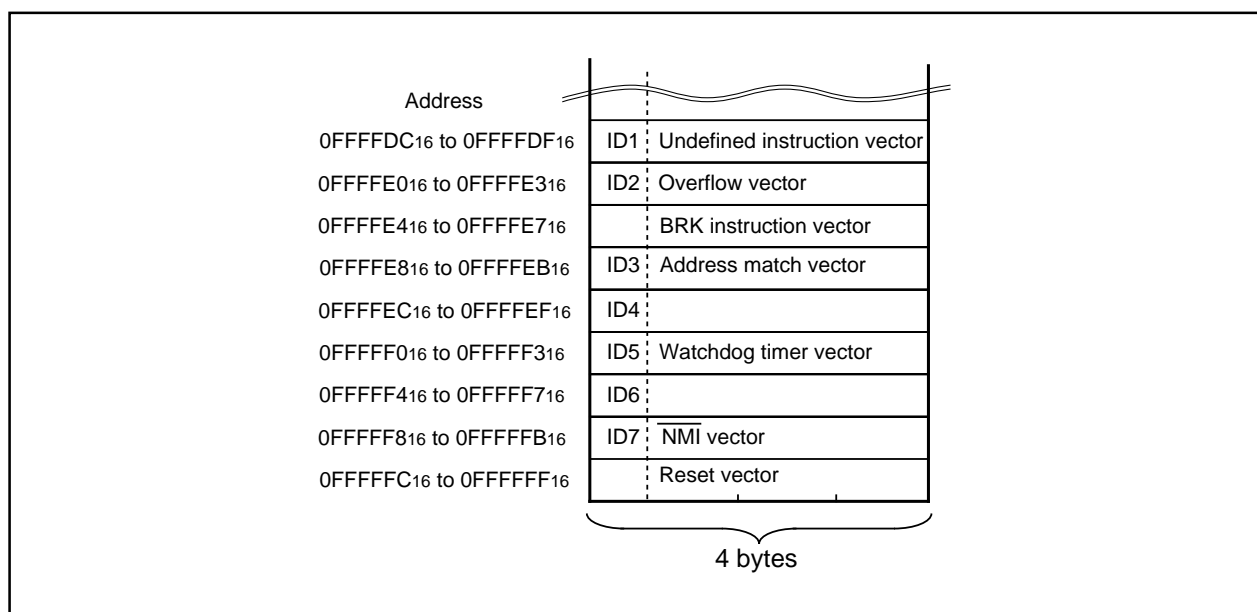 Address
0FFFFDC16 to 0FFFFDF16 ID1 Undefined instruction vector
0FFFFE016 to 0FFFFE316 ID2 Overflow vector
0FFFFE416 to 0FFFFE716 BRK instruction vector
0FFFFE816 to 0FFFFEB16 ID3 Address match vector
0FFFFEC16 to 0FFFFEF16 ID4
0FFFFF016 to 0FFFFF316 ID5 Watchdog timer vector
0FFFFF416 to 0FFFFF716 ID6
0FFFFF816 to 0FFFFFB16 ID7 NMI vector
0FFFFFC16 to 0FFFFFF16 Reset vector
4 bytes